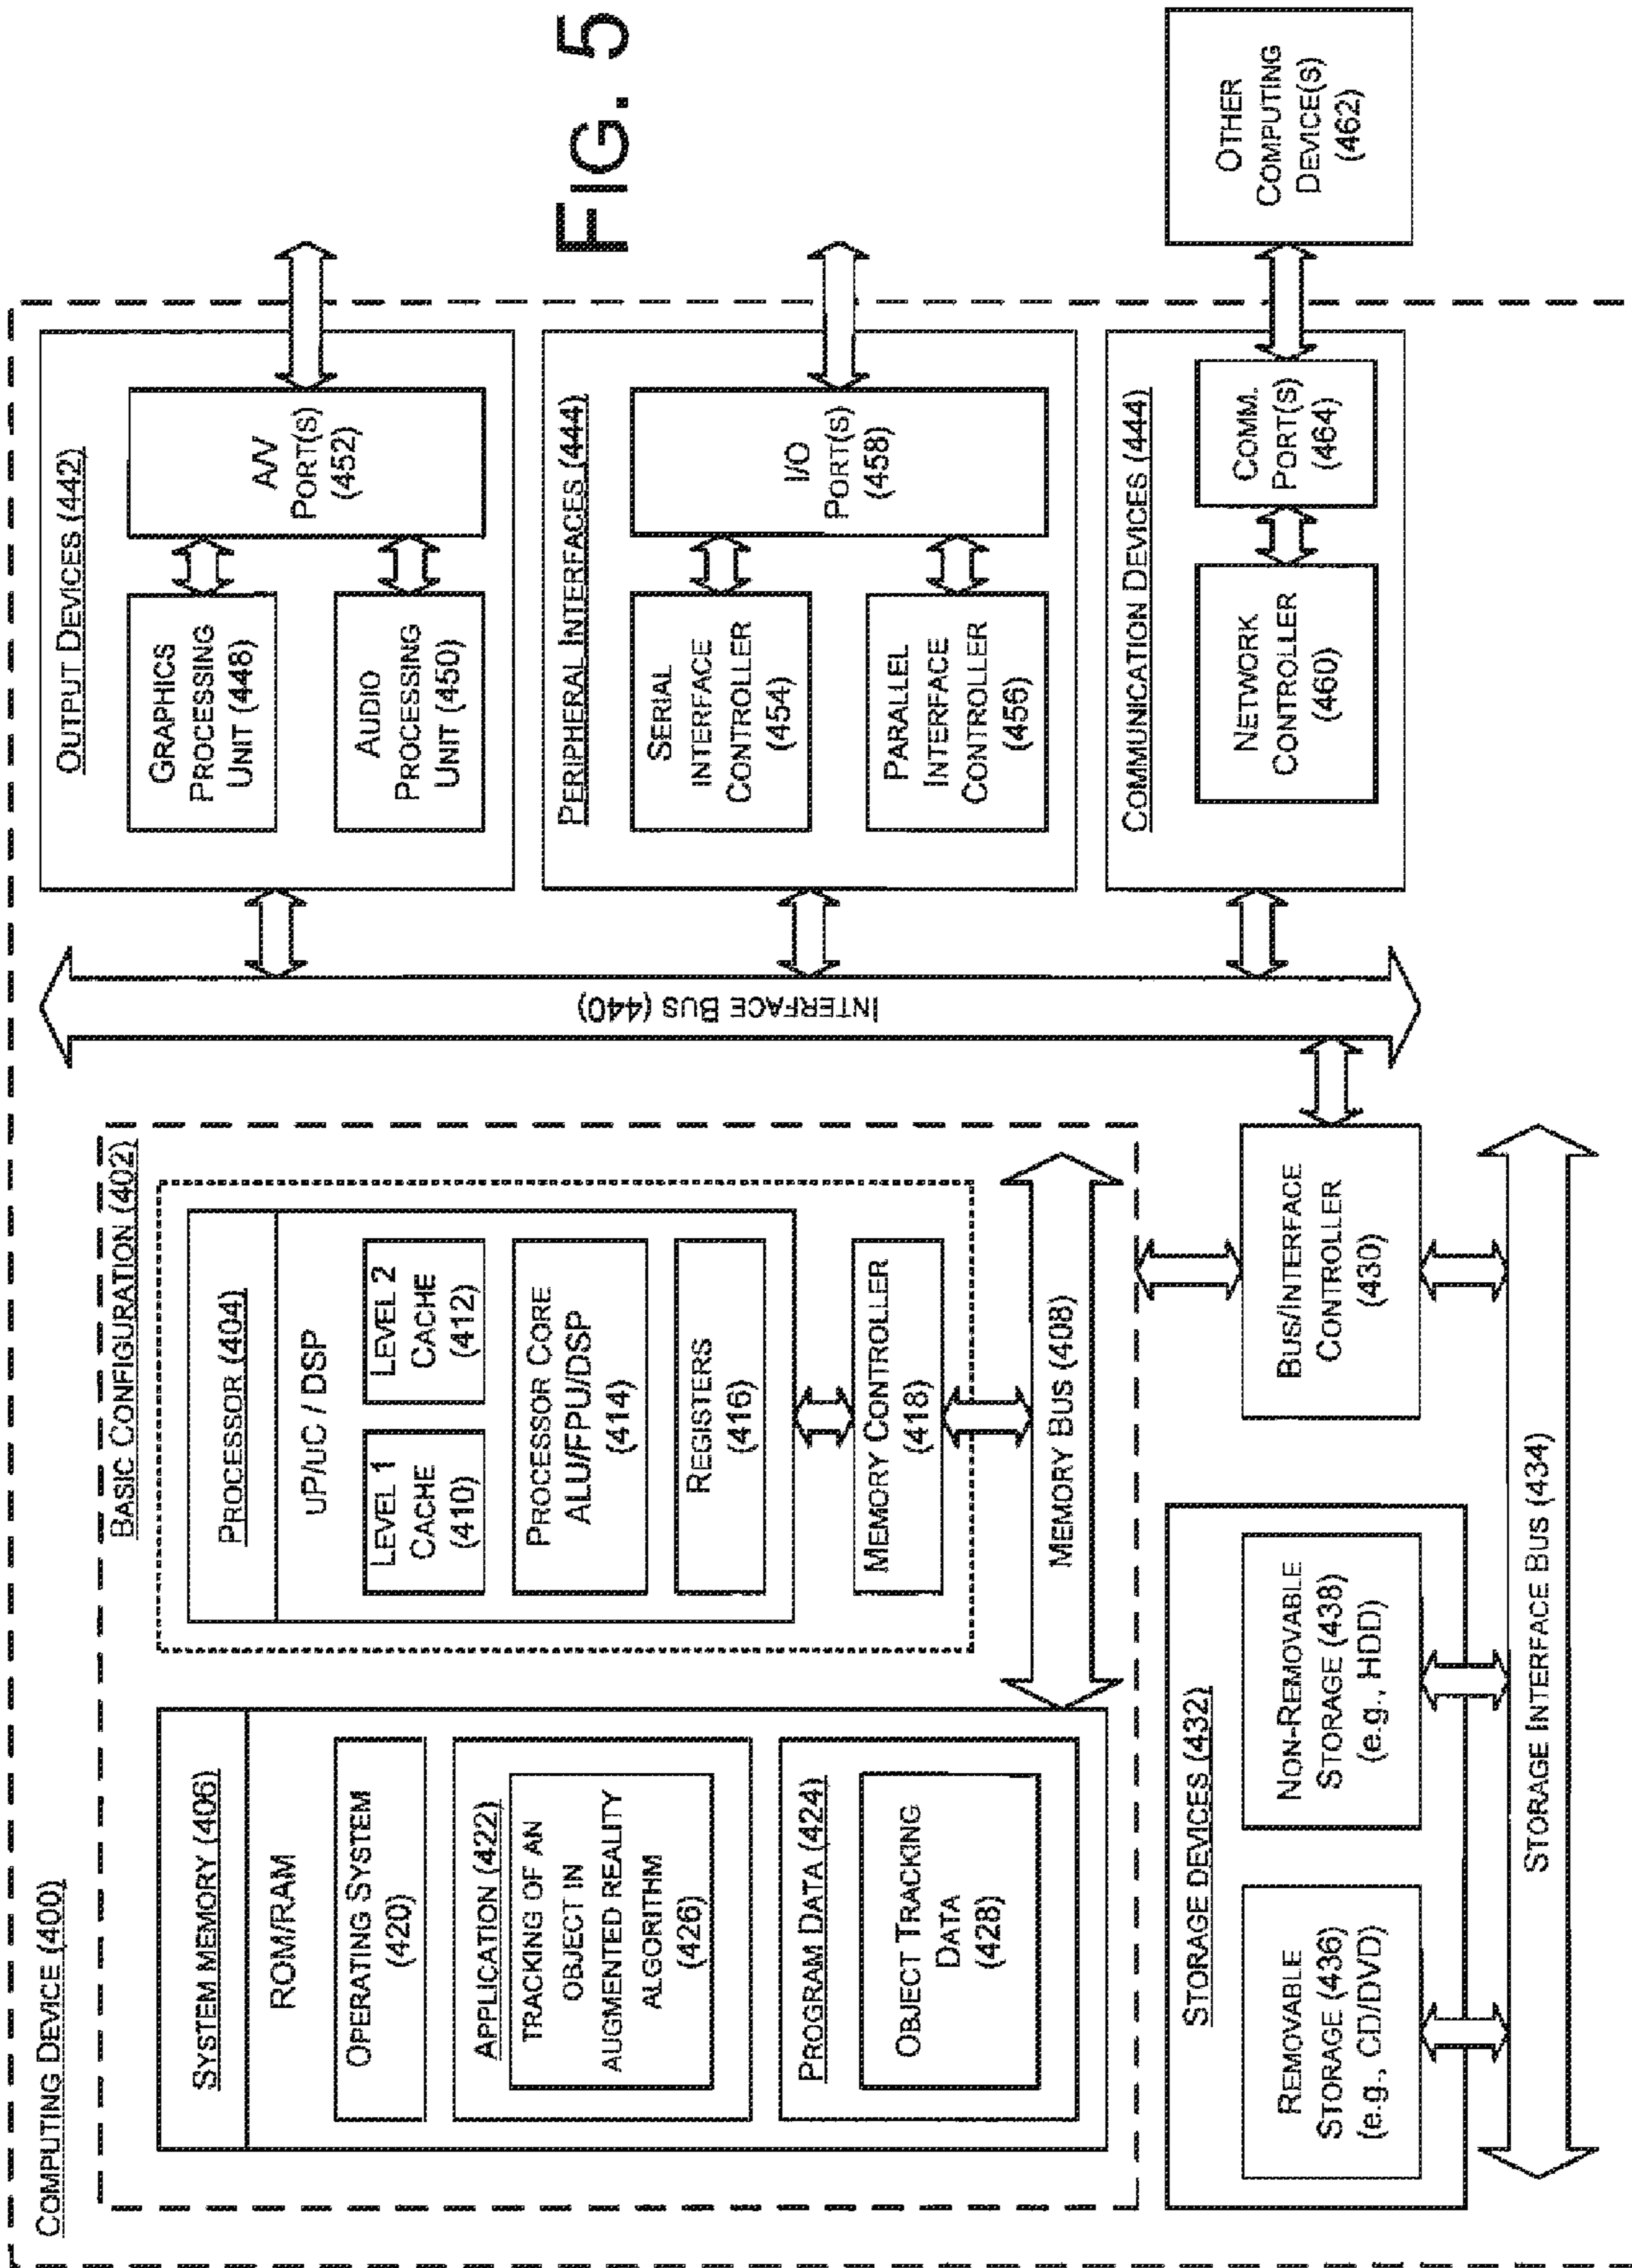 COMPUTING DEVICE (400)
BASIC CONFIGURATION (402)
SYSTEM MEMORY (406)
ROM/RAM
OPERATING SYSTEM
(420)
APPLICATION (422)
TRACKING OF AN
OBJECT IN
AUGMENTED REALITY
ALGORITHM
(426)
PROGRAM DATA (424)
OBJECT TRACKING
DATA
(428)
PROCESSOR (404)
uP/uC / DSP
LEVEL 1
CACHE
(410)
LEVEL 2
CACHE
(412)
PROCESSOR CORE
ALU/FPU/DSP
(414)
REGISTERS
(416)
MEMORY CONTROLLER
(418)
MEMORY BUS (408)
BUS/INTERFACE
CONTROLLER
(430)
STORAGE DEVICES (432)
REMOVABLE
STORAGE (436)
(e.g., CD/DVD)
NON-REMOVABLE
STORAGE (438)
(e.g., HDD)
STORAGE INTERFACE BUS (434)
INTERFACE BUS (440)
OUTPUT DEVICES (442)
GRAPHICS
PROCESSING
UNIT (448)
AUDIO
PROCESSING
UNIT (450)
A/V
PORT(S)
(452)
PERIPHERAL INTERFACES (444)
SERIAL
INTERFACE
CONTROLLER
(454)
PARALLEL
INTERFACE
CONTROLLER
(456)
I/O
PORT(S)
(458)
COMMUNICATION DEVICES (444)
NETWORK
CONTROLLER
(460)
COMM.
PORT(S)
(464)
OTHER
COMPUTING
DEVICE(S)
(462)
FIG. 5